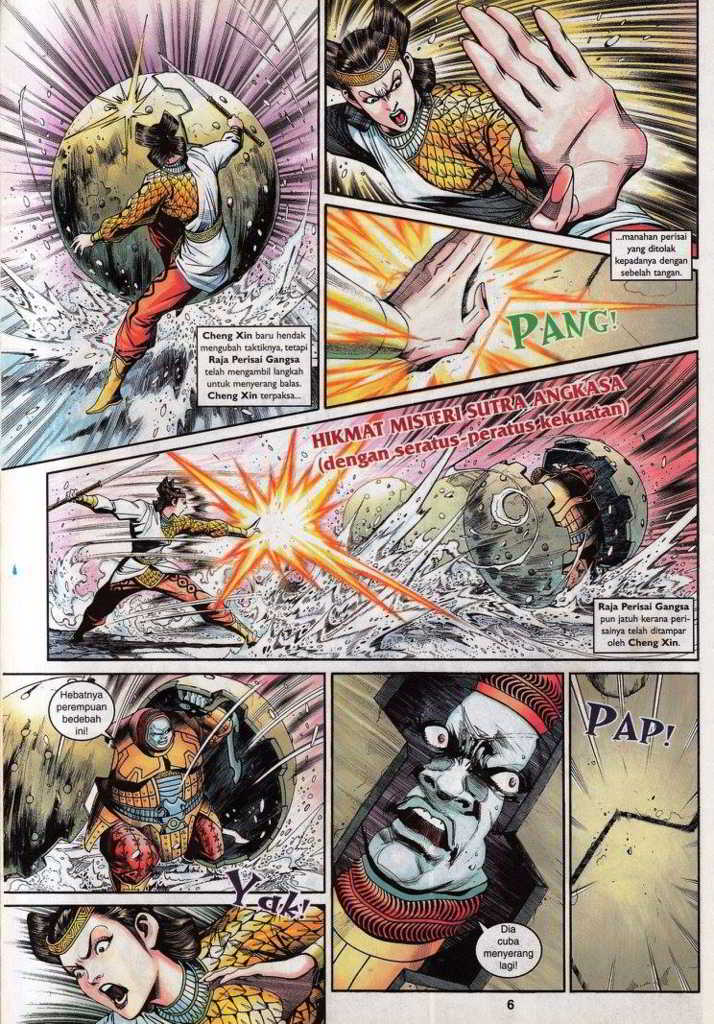 Cheng Xin baru hendak
mengubah taktiknya, tetapi
Raja Perisai Gangsa
telah mengambil langkah
untuk menyerang balas.
Cheng Xin terpaksa...
...manahan perisai
yang ditolak
kepadanya dengan
sebelah tangan.
PANG!
HIKMAT MISTERI SUTRA ANGKASA
(dengan seratus-peratus kekuatan)
Raja Perisai Gangsa
pun jatuh kerana peri-
sainya telah ditampar
oleh Cheng Xin.
Hebatnya
perempuan
bedebah
ini!
Yak!
Dia
cuba
menyerang
lagi!
PAP!
6